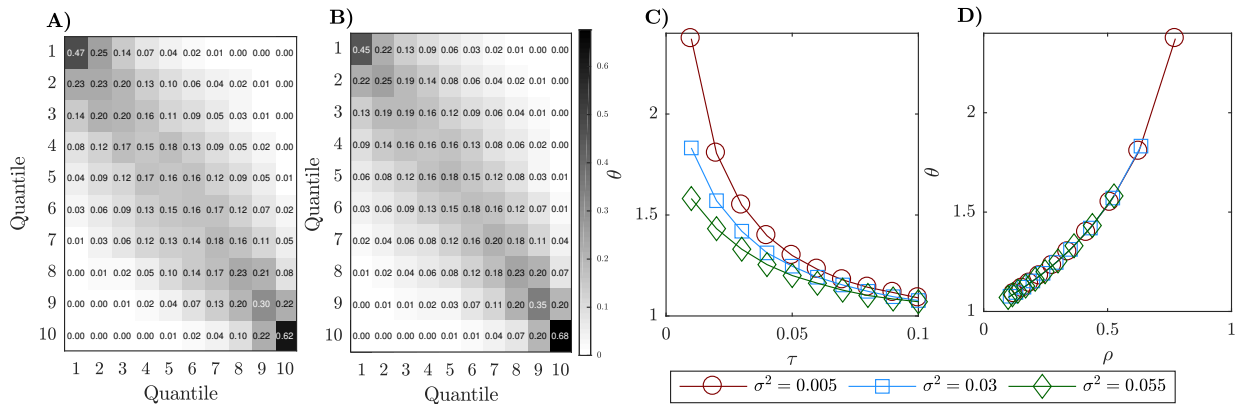 A)
1 0.47 0.25 0.14 0.07 0.04 0.02 0.01 0.00 0.00 0.00
2 0.23 0.23 0.20 0.13 0.10 0.06 0.04 0.02 0.01 0.00
3 0.14 0.20 0.20 0.16 0.11 0.09 0.05 0.03 0.01 0.00
4 0.08 0.12 0.17 0.15 0.18 0.13 0.09 0.05 0.02 0.00
5 0.04 0.09 0.12 0.17 0.16 0.16 0.12 0.09 0.04 0.01
6 0.03 0.06 0.09 0.13 0.15 0.16 0.17 0.12 0.07 0.02
7 0.01 0.03 0.06 0.12 0.13 0.14 0.18 0.16 0.11 0.05
8 0.00 0.01 0.02 0.05 0.10 0.14 0.17 0.23 0.21 0.08
9 0.00 0.00 0.01 0.02 0.04 0.07 0.13 0.20 0.30 0.22
10 0.00 0.00 0.00 0.00 0.01 0.02 0.04 0.09 0.22 0.62
1 2 3 4 5 6 7 8 9 10
Quantile
Quantile
B)
1 0.45 0.22 0.13 0.09 0.06 0.03 0.02 0.01 0.00 0.00
2 0.22 0.25 0.19 0.14 0.08 0.06 0.04 0.02 0.01 0.00
3 0.13 0.19 0.19 0.16 0.12 0.09 0.06 0.04 0.02 0.00
4 0.09 0.14 0.16 0.16 0.16 0.13 0.08 0.06 0.02 0.00
5 0.06 0.08 0.12 0.16 0.18 0.15 0.12 0.08 0.03 0.01
6 0.03 0.06 0.09 0.13 0.15 0.18 0.16 0.12 0.07 0.01
7 0.02 0.04 0.06 0.08 0.12 0.16 0.20 0.18 0.11 0.04
8 0.01 0.02 0.04 0.06 0.08 0.12 0.18 0.23 0.20 0.07
9 0.00 0.01 0.01 0.02 0.03 0.07 0.11 0.20 0.35 0.20
10 0.00 0.00 0.00 0.00 0.01 0.01 0.04 0.07 0.20 0.68
1 2 3 4 5 6 7 8 9 10
Quantile
Quantile
0.6
0.5
0.4
0.3
0.2
0.1
0
C)
θ
2
1.5
1
0
0.05
0.1
τ
D)
θ
2
1.5
1
0
0.5
1
ρ
σ² = 0.005 σ² = 0.03 σ² = 0.055